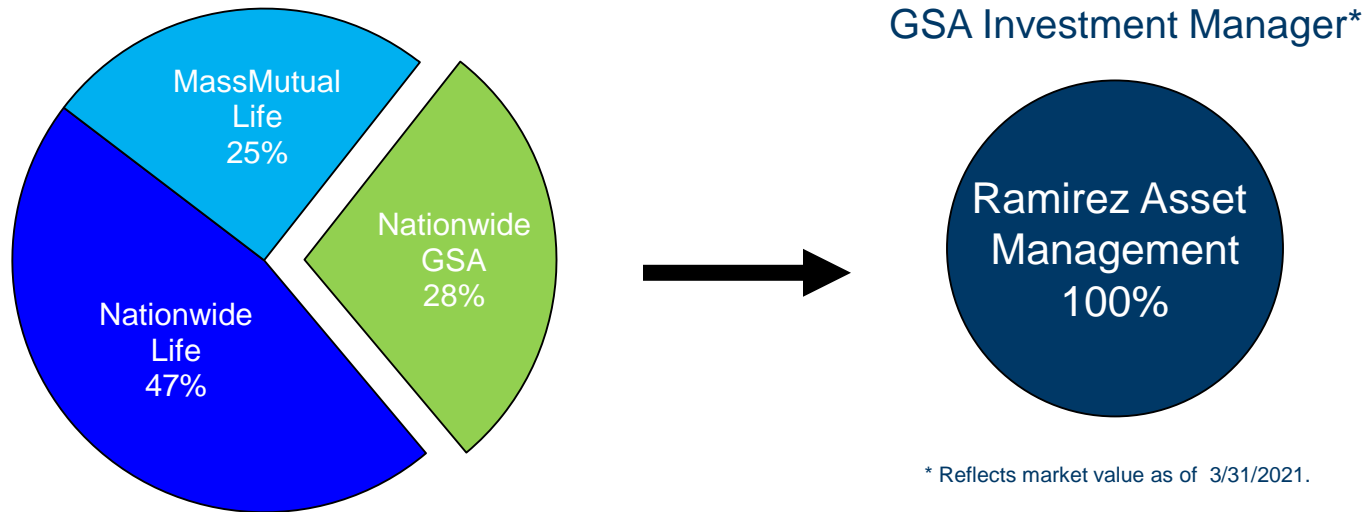 MassMutual
Life
25%
Nationwide
GSA
28%
Nationwide
Life
47%
GSA Investment Manager*
Ramirez Asset
Management
100%
* Reflects market value as of 3/31/2021.